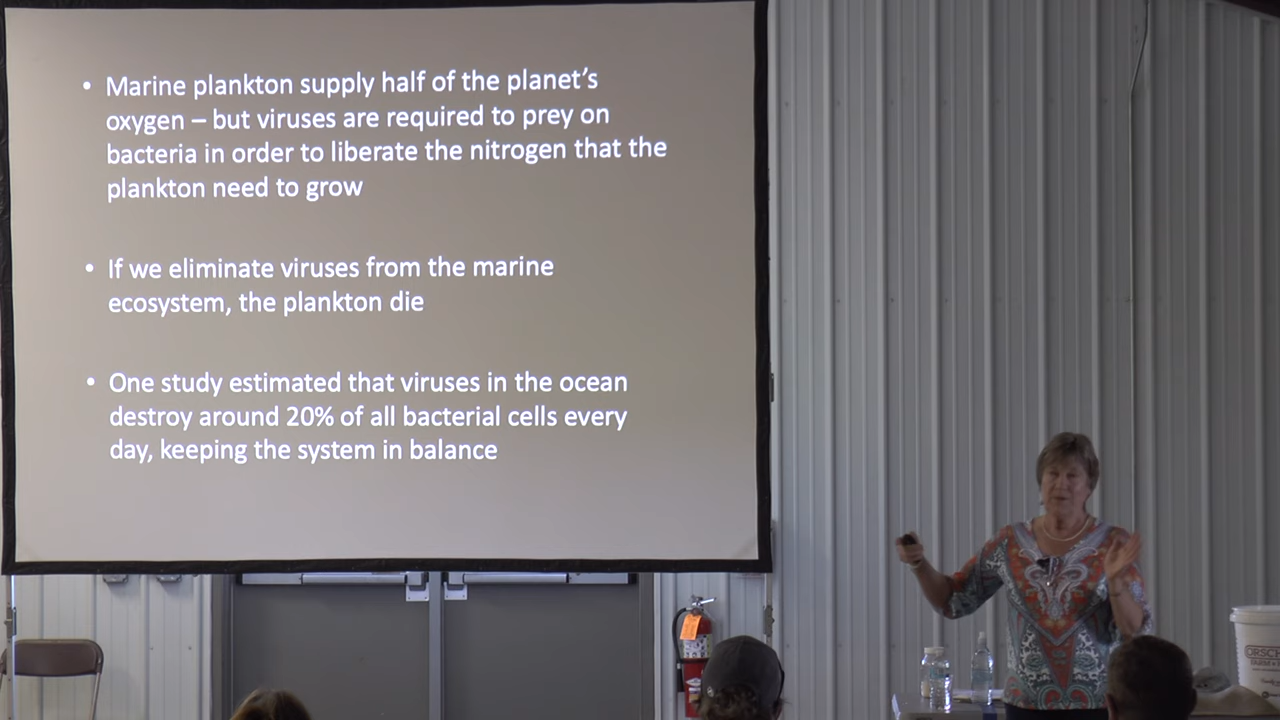 • Marine plankton supply half of the planet's
oxygen – but viruses are required to prey on
bacteria in order to liberate the nitrogen that the
plankton need to grow
• If we eliminate viruses from the marine
ecosystem, the plankton die
• One study estimated that viruses in the ocean
destroy around 20% of all bacterial cells every
day, keeping the system in balance